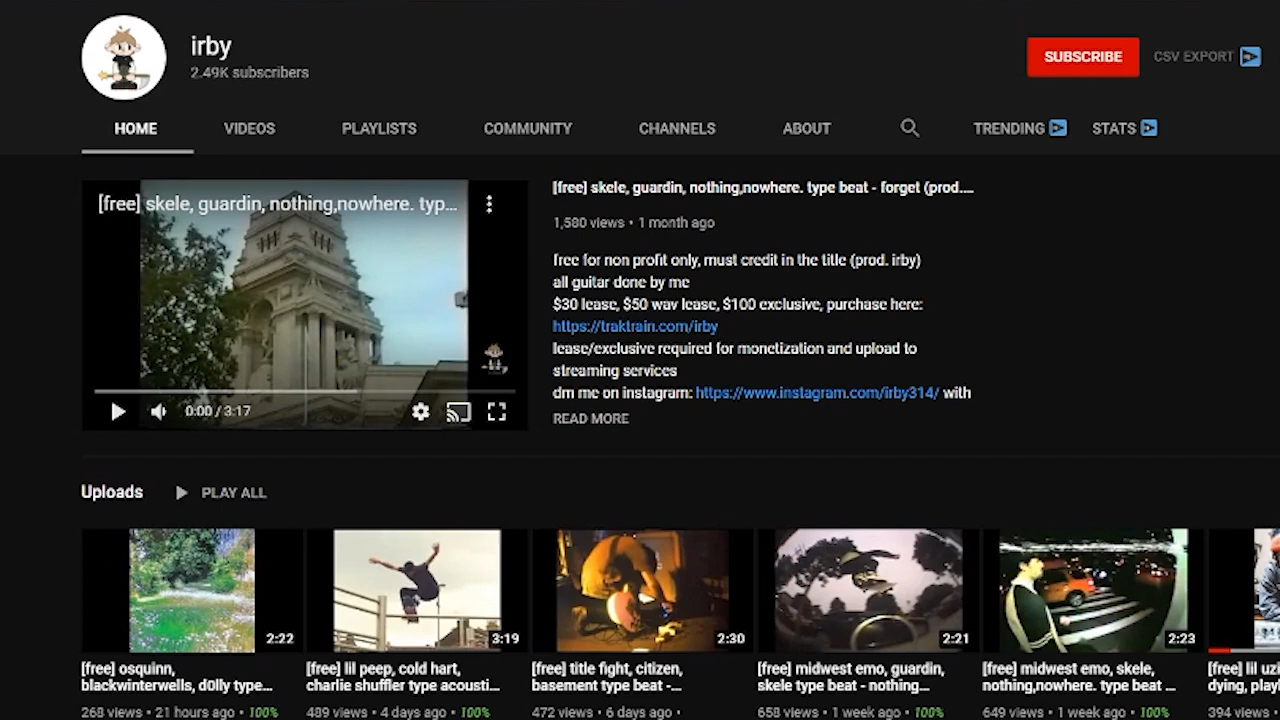 irby
2.49K subscribers
SUBSCRIBE
CSV EXPORT
HOME
VIDEOS
PLAYLISTS
COMMUNITY
CHANNELS
ABOUT
TRENDING
STATS
[free] skele, guardin, nothing,nowhere. typ...
0:00 / 3:17
[free] skele, guardin, nothing,nowhere. type beat - forget (prod....
1,580 views • 1 month ago
free for non profit only, must credit in the title (prod. irby)
all guitar done by me
$30 lease, $50 wav lease, $100 exclusive, purchase here:
https://traktrain.com/irby
lease/exclusive required for monetization and upload to
streaming services
dm me on instagram: https://www.instagram.com/irby314/ with
READ MORE
Uploads
PLAY ALL
2:22
[free] osquinn,
blackwinterwells, d0lly type...
268 views • 21 hours ago • 100%
3:19
[free] lil peep, cold hart,
charlie shuffler type acousti...
489 views • 4 days ago • 100%
2:30
[free] title fight, citizen,
basement type beat -...
472 views • 6 days ago •
2:21
[free] midwest emo, guardin,
skele type beat - nothing...
658 views • 1 week ago • 100%
2:23
[free] midwest emo, skele,
nothing,nowhere. type beat ...
649 views • 1 week ago • 100%
[free] lil uz
dying, play
394 views •